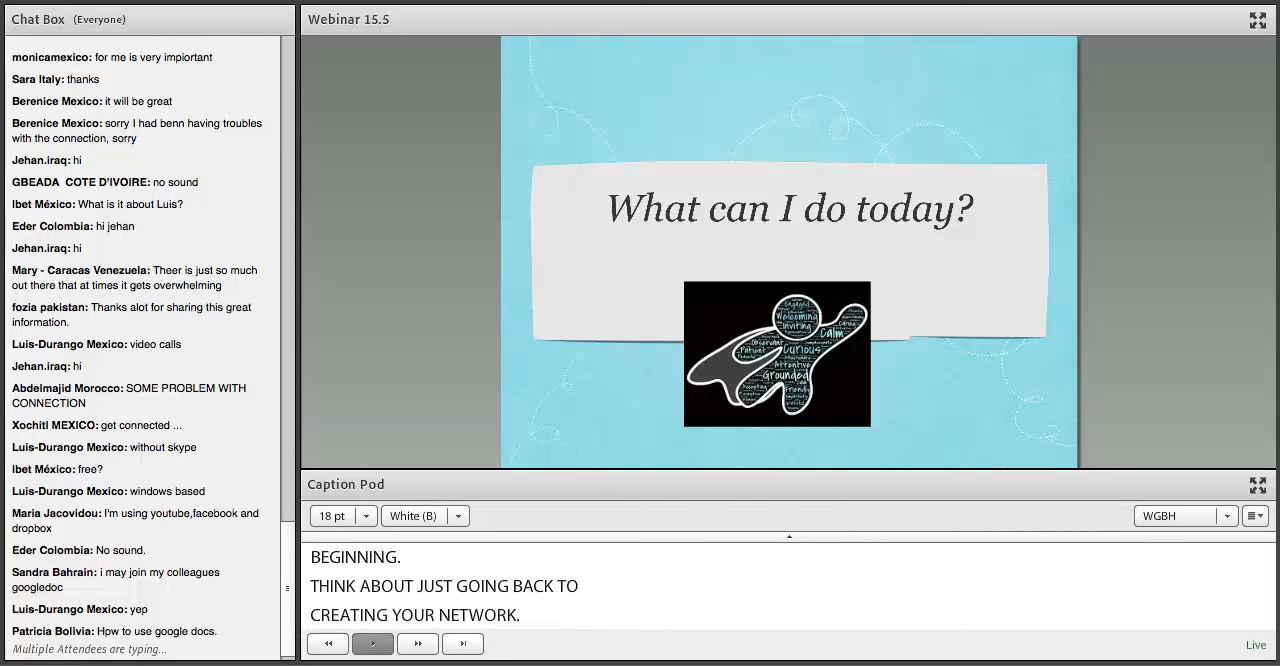 Chat Box (Everyone)
monicamexico: for me is very impiortant
Sara Italy: thanks
Berenice Mexico: it will be great
Berenice Mexico: sorry I had benn having troubles
with the connection, sorry
Jehan.iraq: hi
GBEADA COTE D'IVOIRE: no sound
Ibet México: What is it about Luis?
Eder Colombia: hi jehan
Jehan.iraq: hi
Mary - Caracas Venezuela: Theer is just so much
out there that at times it gets overwhelming
fozia pakistan: Thanks alot for sharing this great
information.
Luis-Durango Mexico: video calls
Jehan.iraq: hi
Abdelmajid Morocco: SOME PROBLEM WITH
CONNECTION
Xochitl MEXICO: get connected ...
Luis-Durango Mexico: without skype
Ibet México: free?
Luis-Durango Mexico: windows based
Maria Jacovidou: I'm using youtube,facebook and
dropbox
Eder Colombia: No sound.
Sandra Bahrain: i may join my colleagues
googledoc
Luis-Durango Mexico: yep
Patricia Bolivia: Hpw to use google docs.
Multiple Attendees are typing...
Webinar 15.5
What can I do today?
Engaged
Welcoming
Inviting
Calm
Caring
Observant
Patient
Curious
Attentive
Grounded
Accepting
Friendly
Caption Pod
18 pt
White (B)
WGBH
BEGINNING.
THINK ABOUT JUST GOING BACK TO
CREATING YOUR NETWORK.
Live